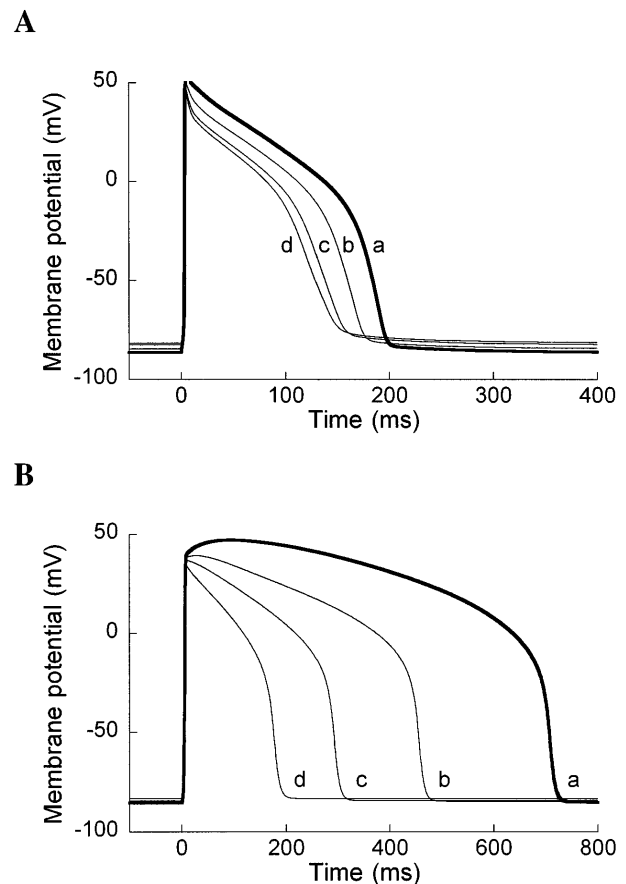 A
Membrane potential (mV)
50
0
-50
-100
d c b a
0 100 200 300 400
Time (ms)
B
Membrane potential (mV)
50
0
-50
-100
d c b a
0 200 400 600 800
Time (ms)